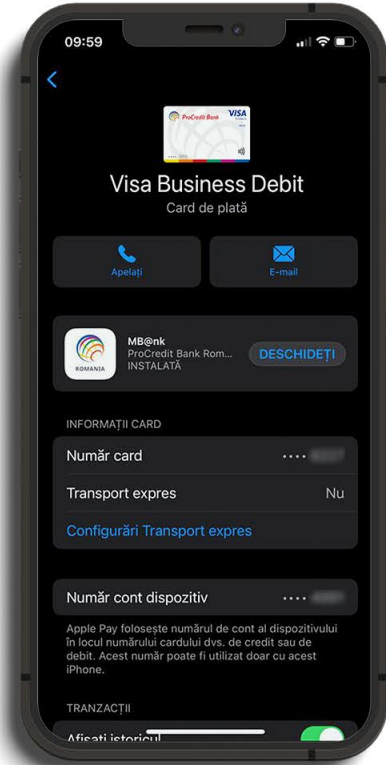 09:59
ProCredit Bank
VISA
Visa Business Debit
Card de plată
Apelați
E-mail
MB@nk
ProCredit Bank Rom...
INSTALATĂ
DESCHIDEȚI
ROMANIA
INFORMAȚII CARD
Număr card ····
Transport expres Nu
Configurări Transport expres
Număr cont dispozitiv ····
Apple Pay folosește numărul de cont al dispozitivului
în locul numărului cardului dvs. de credit sau de
debit. Acest număr poate fi utilizat doar cu acest
iPhone.
TRANZACȚII
Afișați istoricul